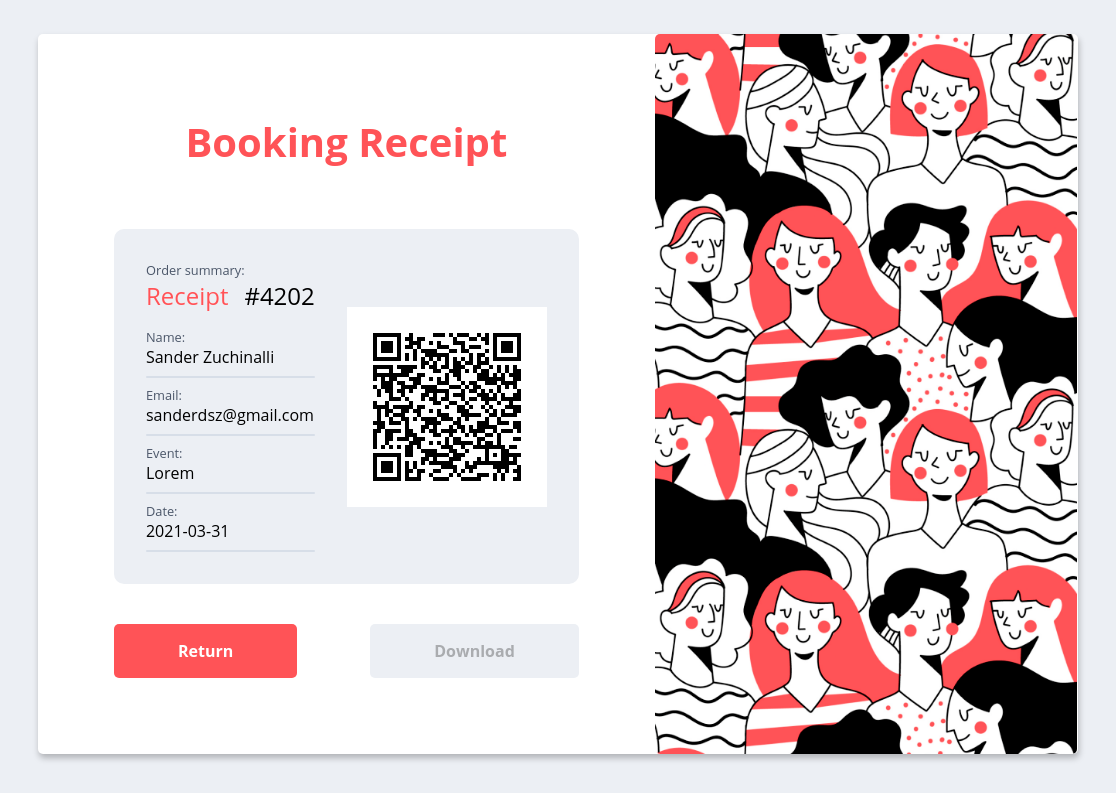 Booking Receipt
Order summary:
Receipt #4202
Name:
Sander Zuchinalli
Email:
sanderdsz@gmail.com
Event:
Lorem
Date:
2021-03-31
Return
Download